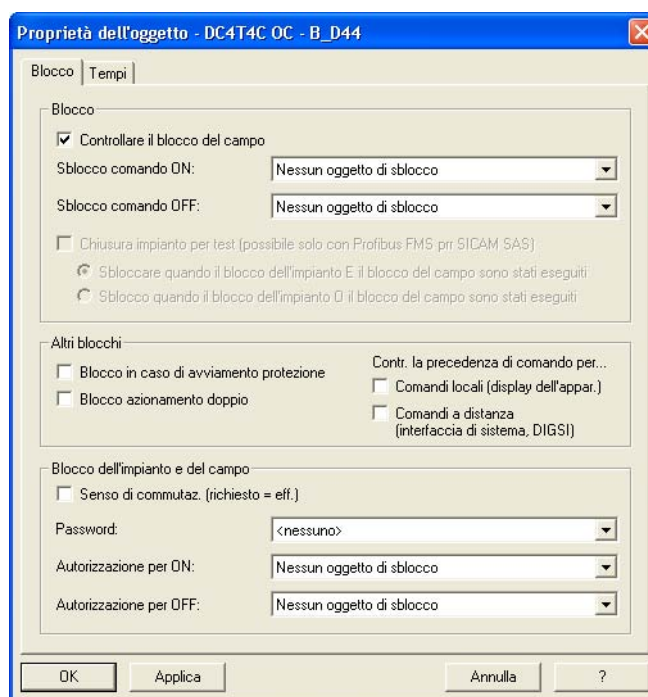 Proprietà dell'oggetto - DC4T4C OC - B_D44
Blocco
Tempi
Blocco
Controllare il blocco del campo
Sblocco comando ON:
Nessun oggetto di sblocco
Sblocco comando OFF:
Nessun oggetto di sblocco
Chiusura impianto per test (possibile solo con Profibus FMS prr SICAM SAS)
Sbloccare quando il blocco dell'impianto E il blocco del campo sono stati eseguiti
Sblocco quando il blocco dell'impianto O il blocco del campo sono stati eseguiti
Altri blocchi
Blocco in caso di avviamento protezione
Blocco azionamento doppio
Contr. la precedenza di comando per...
Comandi locali (display dell'appar.)
Comandi a distanza
(interfaccia di sistema, DIGSI)
Blocco dell'impianto e del campo
Senso di commutaz. (richiesto = eff.)
Password:
<nessuno>
Autorizzazione per ON:
Nessun oggetto di sblocco
Autorizzazione per OFF:
Nessun oggetto di sblocco
OK
Applica
Annulla
?